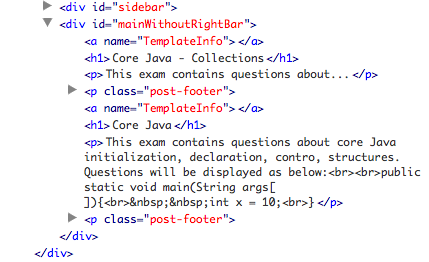 <div id="sidebar">
<div id="mainWithoutRightBar">
<a name="TemplateInfo"></a>
<h1>Core Java - Collections</h1>
<p>This exam contains questions about...</p>
<p class="post-footer">
<a name="TemplateInfo"></a>
<h1>Core Java</h1>
<p>This exam contains questions about core Java
initialization, declaration, contro, structures.
Questions will be displayed as below:<br><br>public
static void main(String args[
]){<br>&nbsp;&nbsp;int x = 10;<br>}</p>
<p class="post-footer">
</div>
</div>